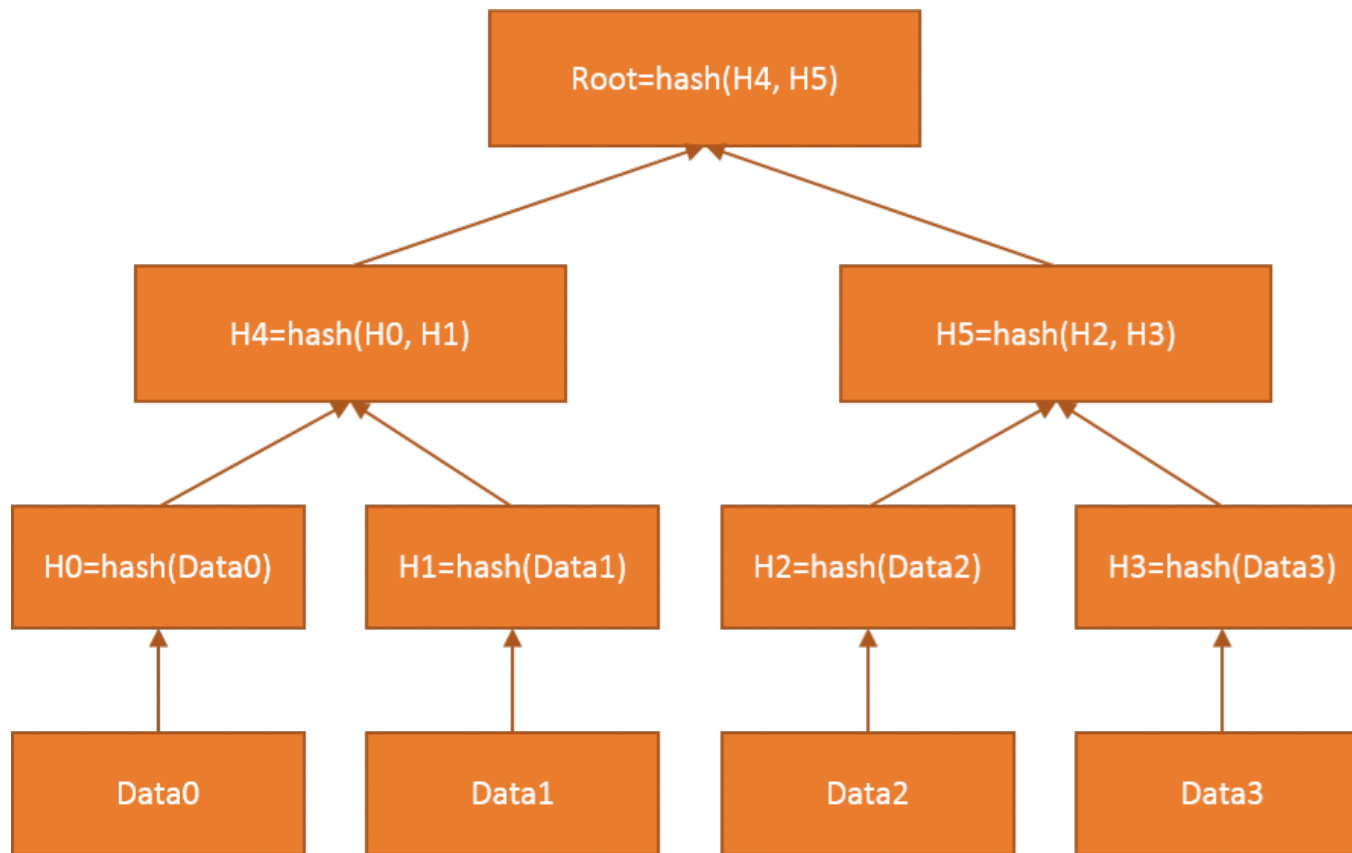 Root=hash(H4, H5)
H4=hash(H0, H1)
H5=hash(H2, H3)
H0=hash(Data0)
H1=hash(Data1)
H2=hash(Data2)
H3=hash(Data3)
Data0
Data1
Data2
Data3